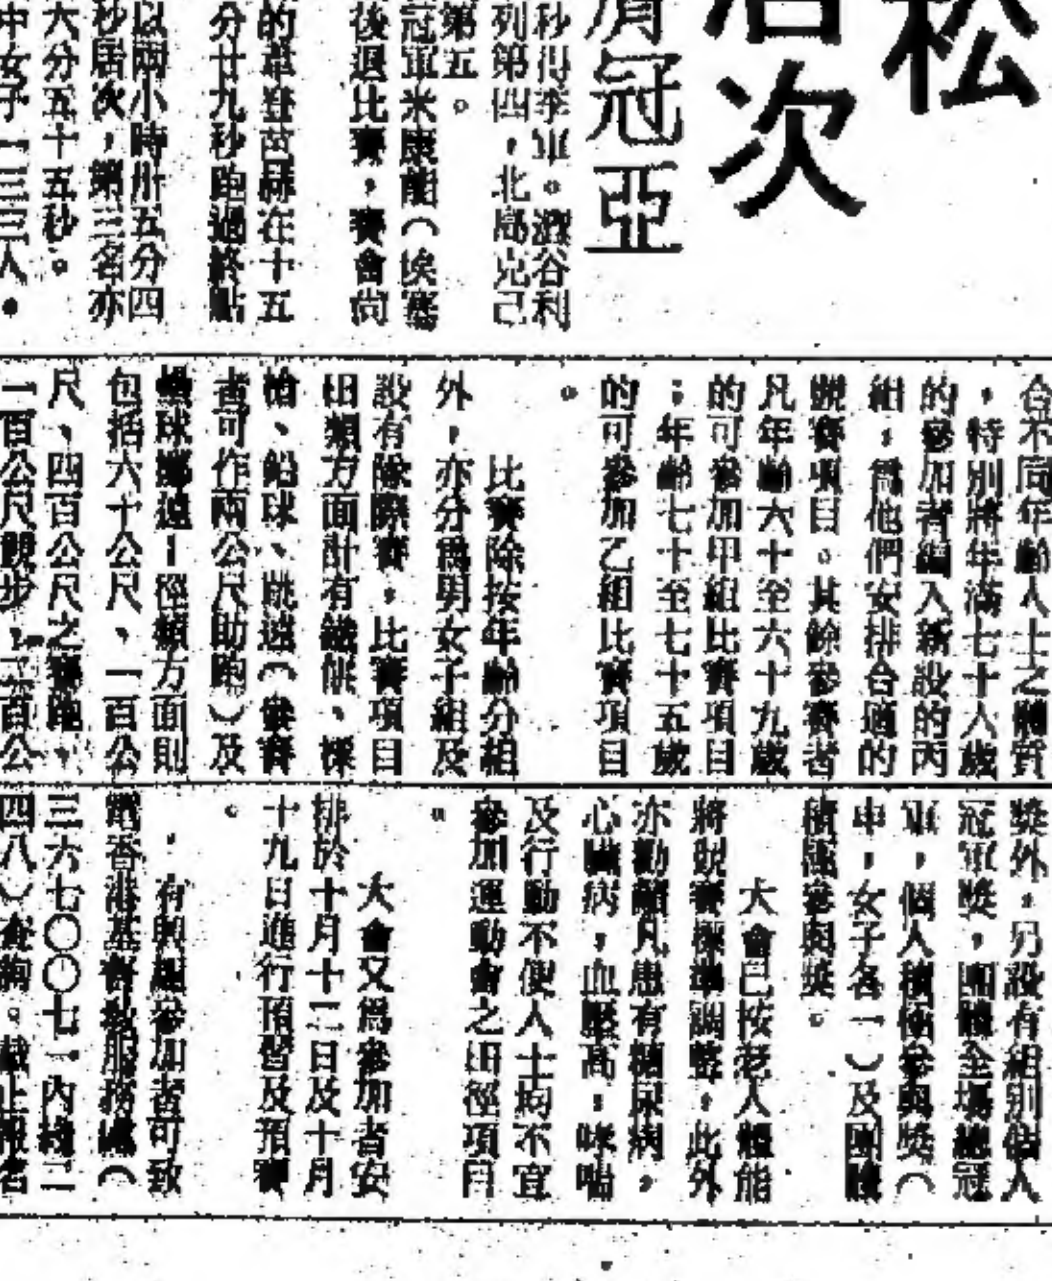 松
次
冠亞
秒得季軍。澱谷利
列第四，北島克己
第五。
冠軍米康能（埃塞
後退比賽，賽會尚
的韋登芭赫在十五
分廿九秒跑過終點
以兩小時卅五分四
秒居次，第三名亦
六分五十五秒。
中女子一三三人。
合不同年齡人士之體質
，特別將年滿七十六歲
的參加者編入新設的丙
組，爲他們安排合適的
競賽項目。其餘參賽者
凡年齡六十至六十九歲
的可參加甲組比賽項目
；年齡七十至七十五歲
的可參加乙組比賽項目
。
比賽除按年齡分組
外，亦分爲男女子組及
設有隊際賽，比賽項目
田類方面計有鐵餅、標
槍、鉛球、跳遠（參賽
者可作兩公尺助跑）及
壘球擲遠；徑類方面則
包括六十公尺、一百公
尺、四百公尺之賽跑、
一百公尺競步，百公
獎外，另設有組別個人
冠軍獎，團體全場總冠
軍，個人積極參與獎（
中，女子各一）及團體
積極參與獎。
大會已按老人體能
將競賽標準調整，此外
亦勸籲凡患有糖尿病，
心臟病，血壓高，哮喘
及行動不便人士均不宜
參加運動會之田徑項目
。
大會又爲參加者安
排於十月十二日及十月
十九日進行預習及預賽
。
有興趣參加者可致
電香港基督教服務處（
三六七〇〇七一內線二
四八）查詢。截止報名